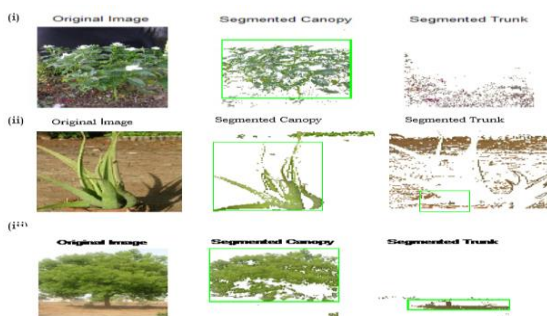 (i)
Original Image Segmented Canopy Segmented Trunk
(ii)
Original Image Segmented Canopy Segmented Trunk
(iii)
Original Image Segmented Canopy Segmented Trunk